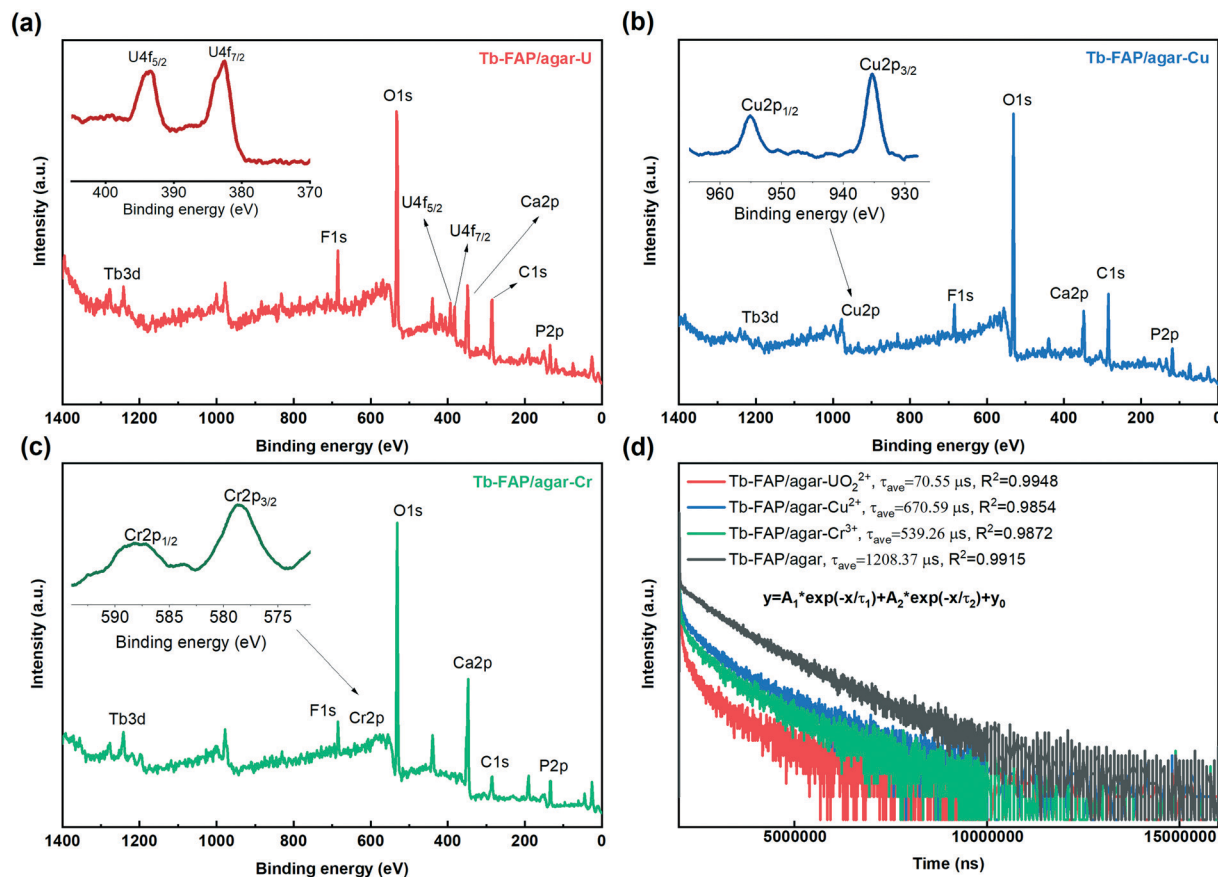 (a)
Tb-FAP/agar-U
U4f5/2
U4f7/2
400 390 380 370
Binding energy (eV)
O1s
U4f5/2
U4f7/2
Ca2p
F1s
C1s
Tb3d
P2p
Intensity (a.u.)
1400 1200 1000 800 600 400 200 0
Binding energy (eV)
(b)
Tb-FAP/agar-Cu
Cu2p3/2
Cu2p1/2
960 950 940 930
Binding energy (eV)
O1s
C1s
Ca2p
F1s
Cu2p
Tb3d
P2p
Intensity (a.u.)
1400 1200 1000 800 600 400 200 0
Binding energy (eV)
(c)
Tb-FAP/agar-Cr
Cr2p3/2
Cr2p1/2
590 585 580 575
Binding energy (eV)
O1s
Ca2p
F1s
Cr2p
Tb3d
C1s
P2p
Intensity (a.u.)
1400 1200 1000 800 600 400 200 0
Binding energy (eV)
(d)
Tb-FAP/agar-UO₂²⁺, τave=70.55 μs, R²=0.9948
Tb-FAP/agar-Cu²⁺, τave=670.59 μs, R²=0.9854
Tb-FAP/agar-Cr³⁺, τave=539.26 μs, R²=0.9872
Tb-FAP/agar, τave=1208.37 μs, R²=0.9915
y=A₁*exp(-x/τ₁)+A₂*exp(-x/τ₂)+y₀
Intensity (a.u.)
5000000 10000000 15000000
Time (ns)